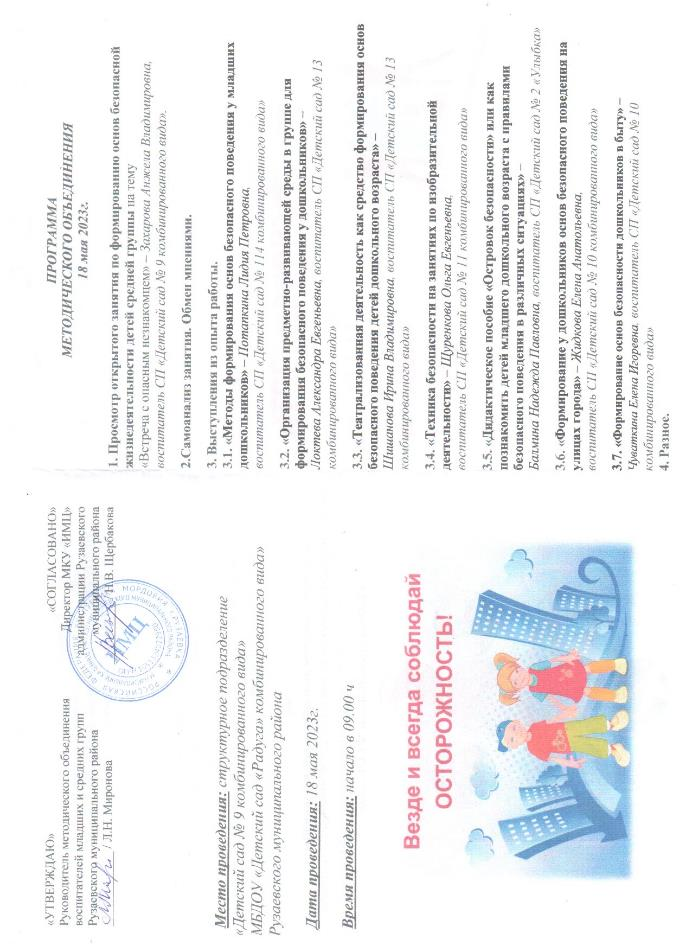 «УТВЕРЖДАЮ»
Руководитель методического объединения
воспитателей младших и средних групп
Рузаевского муниципального района
/ Л.Н. Миронова
«СОГЛАСОВАНО»
Директор МКУ «ИМЦ»
администрации Рузаевского
муниципального района
Н.В. Щербакова
ИМЦ
Место проведения: структурное подразделение
«Детский сад № 9 комбинированного вида»
МБДОУ «Детский сад «Радуга» комбинированного вида»
Рузаевского муниципального района
Дата проведения: 18 мая 2023г.
Время проведения: начало в 09.00 ч
Везде и всегда соблюдай
ОСТОРОЖНОСТЬ!
ПРОГРАММА
МЕТОДИЧЕСКОГО ОБЪЕДИНЕНИЯ
18 мая 2023г.
1. Просмотр открытого занятия по формированию основ безопасной
жизнедеятельности детей средней группы на тему
«Встреча с опасным незнакомцем» – Захарова Анжела Владимировна,
воспитатель СП «Детский сад № 9 комбинированного вида».
2.Самоанализ занятия. Обмен мнениями.
3. Выступления из опыта работы.
3.1. «Методы формирования основ безопасного поведения у младших
дошкольников» – Потапкина Лидия Петровна,
воспитатель СП «Детский сад № 114 комбинированного вида»
3.2. «Организация предметно-развивающей среды в группе для
формирования безопасного поведения у дошкольников» –
Локтева Александра Евгеньевна, воспитатель СП «Детский сад № 13
комбинированного вида»
3.3. «Театрализованная деятельность как средство формирования основ
безопасного поведения детей дошкольного возраста» –
Шишанова Ирина Владимировна, воспитатель СП «Детский сад № 13
комбинированного вида»
3.4. «Техника безопасности на занятиях по изобразительной
деятельности» – Щуренкова Ольга Евгеньевна,
воспитатель СП «Детский сад № 11 комбинированного вида»
3.5. «Дидактическое пособие «Островок безопасности» или как
познакомить детей младшего дошкольного возраста с правилами
безопасного поведения в различных ситуациях» –
Балмина Надежда Павловна, воспитатель СП «Детский сад № 2 «Улыбка»
3.6. «Формирование у дошкольников основ безопасного поведения на
улицах города» – Жидкова Елена Анатольевна,
воспитатель СП «Детский сад № 10 комбинированного вида»
3.7. «Формирование основ безопасности дошкольников в быту» –
Чуваткина Елена Игоревна, воспитатель СП «Детский сад № 10
комбинированного вида»
4. Разное.